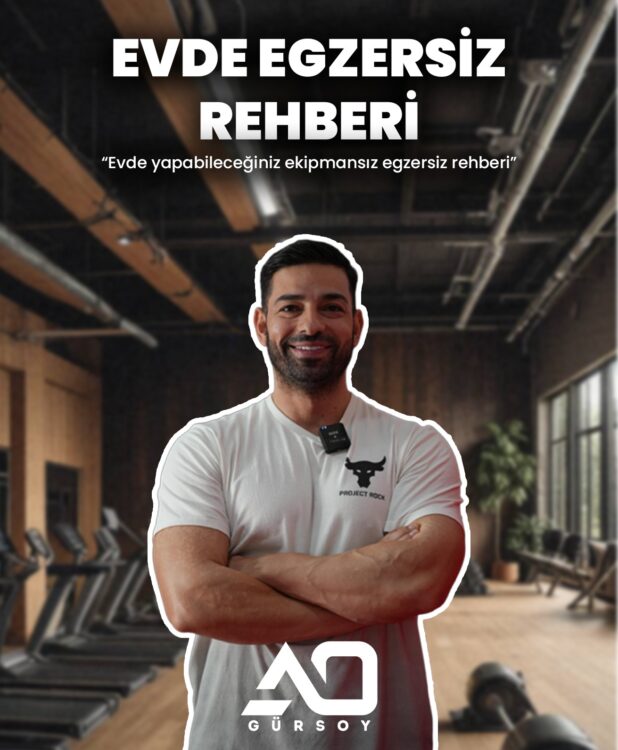 EVDE EGZERSİZ
REHBERİ
“Evde yapabileceğiniz ekipmansız egzersiz rehberi”
PROJECT ROCK
AO
GÜRSOY